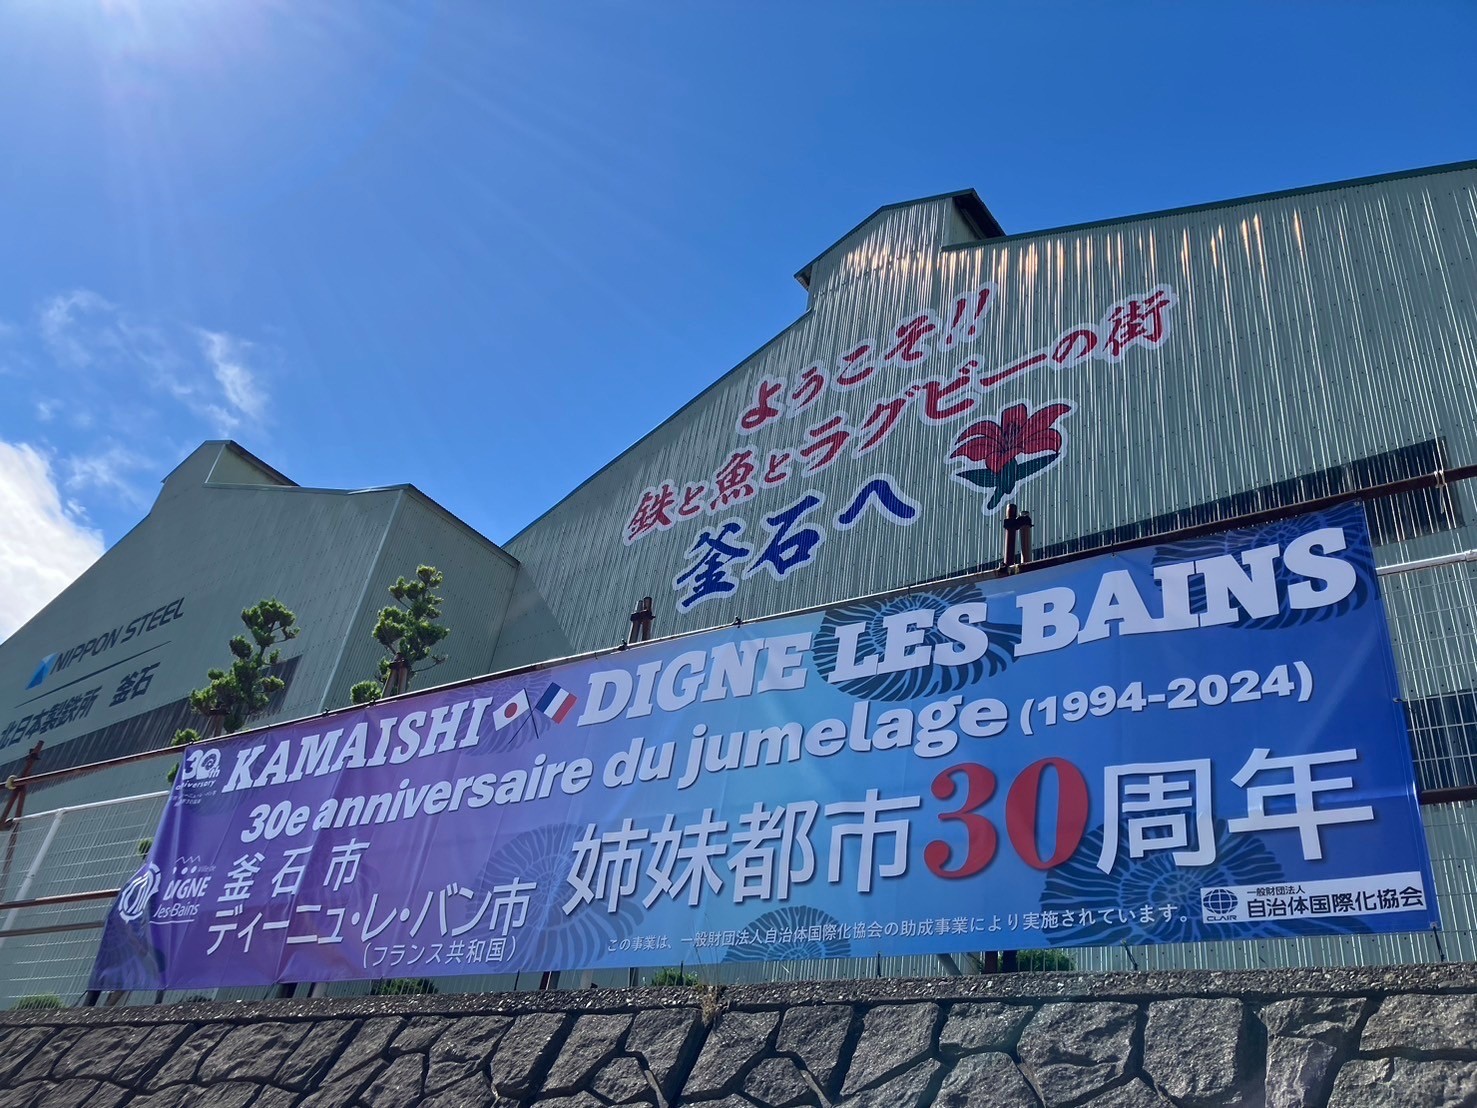 ようこそ!!
鉄と魚とラグビーの街
釜石へ
NIPPON STEEL
北日本製鉄所 釜石
30th
anniversary
KAMAISHI DIGNE LES BAINS
30e anniversaire du jumelage (1994-2024)
釜石市
ディーニュ・レ・バン市
(フランス共和国)
姉妹都市30周年
DIGNE
les-Bains
この事業は、一般財団法人自治体国際化協会の助成事業により実施されています。
CLAIR
一般財団法人
自治体国際化協会